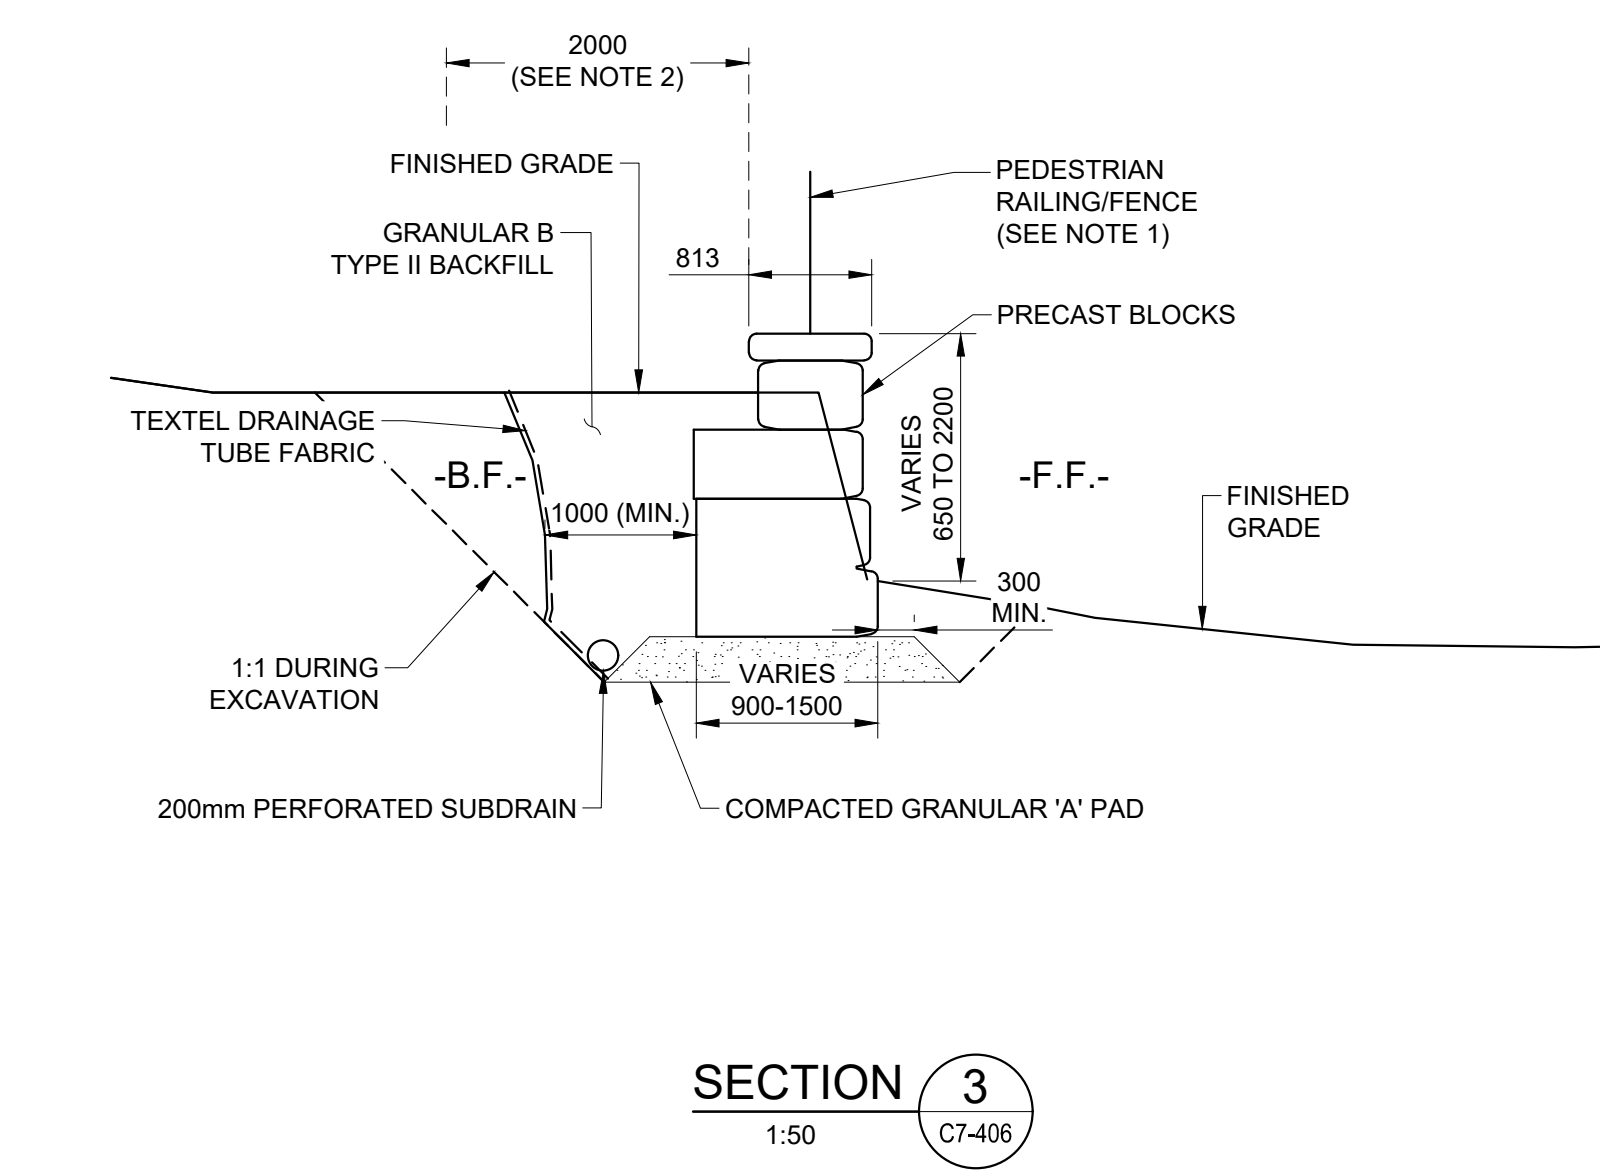 2000
(SEE NOTE 2)
FINISHED GRADE
GRANULAR B
TYPE II BACKFILL
PEDESTRIAN
RAILING/FENCE
(SEE NOTE 1)
813
PRECAST BLOCKS
TEXTEL DRAINAGE
TUBE FABRIC
-B.F.-
1000 (MIN.)
VARIES
650 TO 2200
-F.F.-
FINISHED
GRADE
300
MIN.
1:1 DURING
EXCAVATION
VARIES
900-1500
200mm PERFORATED SUBDRAIN
COMPACTED GRANULAR 'A' PAD
SECTION
1:50
3
C7-406